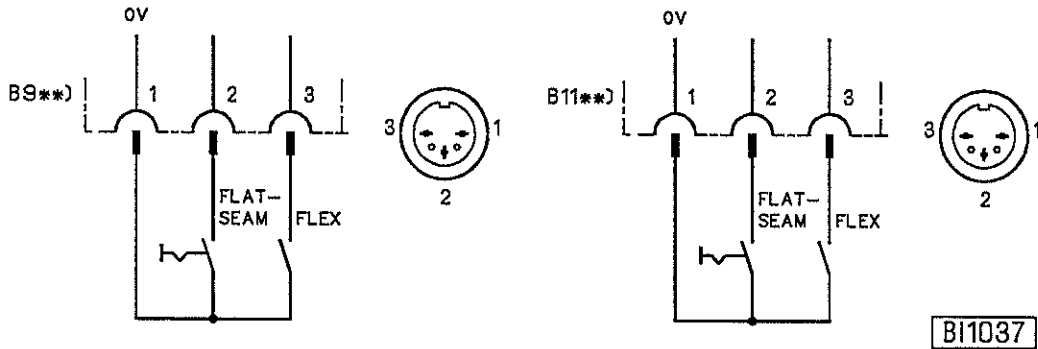 0V
B9**) 1 2 3
3 1
2
FLAT-
SEAM FLEX
0V
B11**) 1 2 3
3 1
2
FLAT-
SEAM FLEX
BI1037